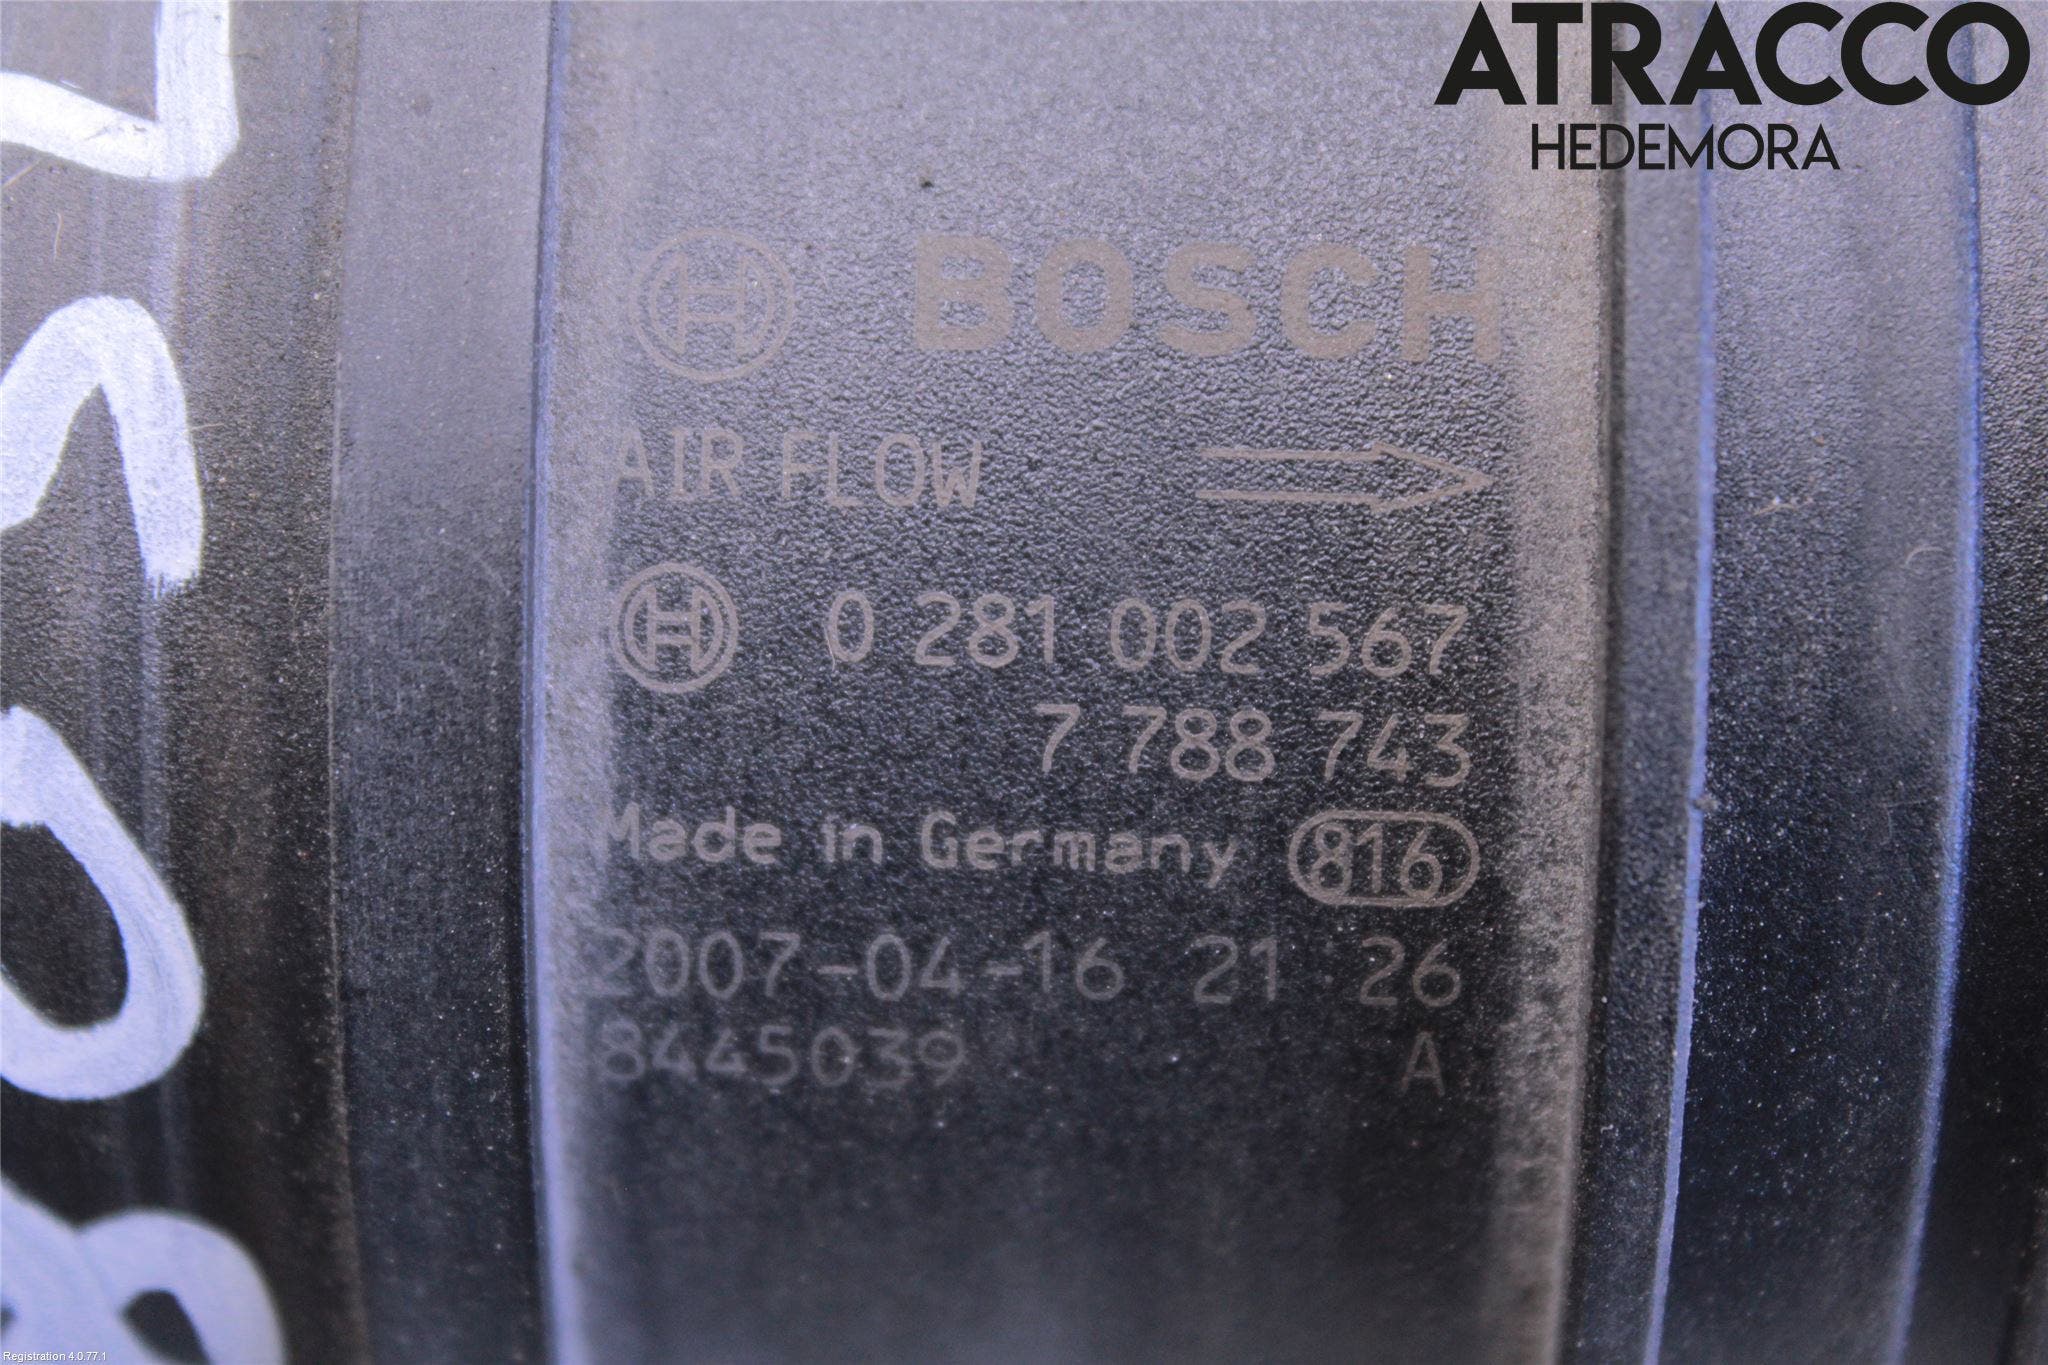 ATRACCO
HEDEMORA
BOSCH
AIR FLOW
0 281 002 567
7 788 743
Made in Germany 816
2007-04-16 21:26
8445039 A
Registration 4.0.77.1